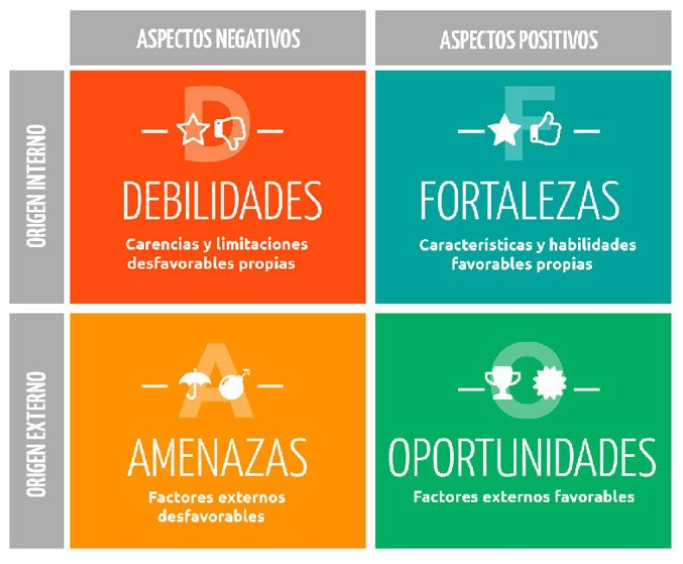 ASPECTOS NEGATIVOS
ASPECTOS POSITIVOS
ORIGEN INTERNO
D
DEBILIDADES
Carencias y limitaciones
desfavorables propias
F
FORTALEZAS
Características y habilidades
favorables propias
ORIGEN EXTERNO
A
AMENAZAS
Factores externos
desfavorables
O
OPORTUNIDADES
Factores externos favorables